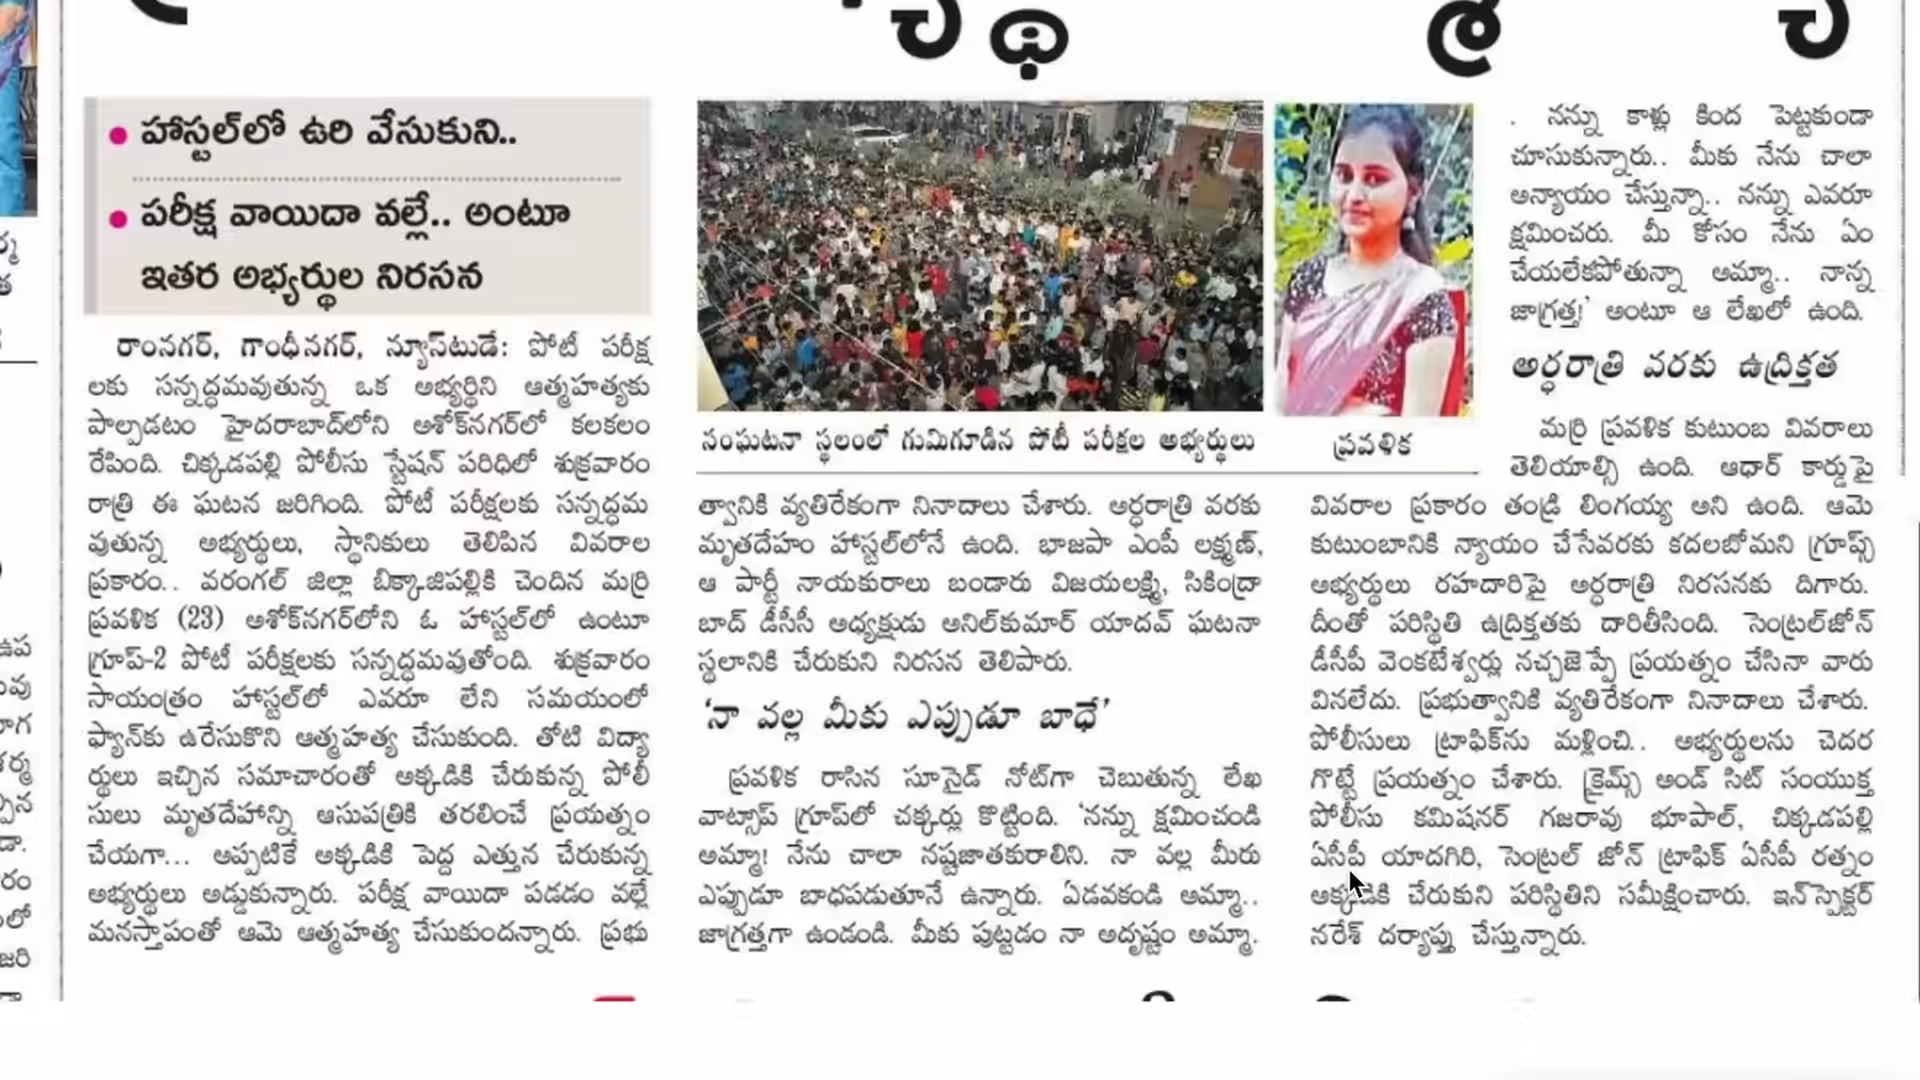 హాస్టల్‌లో ఉరి వేసుకుని..
పరీక్ష వాయిదా వల్లే.. అంటూ
ఇతర అభ్యర్థుల నిరసన
రాంనగర్, గాంధీనగర్, న్యూస్‌టుడే: పోటీ పరీక్ష
లకు సన్నద్ధమవుతున్న ఒక అభ్యర్థిని ఆత్మహత్యకు
పాల్పడటం హైదరాబాద్‌లోని అశోక్‌నగర్‌లో కలకలం
రేపింది. చిక్కడపల్లి పోలీసు స్టేషన్ పరిధిలో శుక్రవారం
రాత్రి ఈ ఘటన జరిగింది. పోటీ పరీక్షలకు సన్నద్ధమ
వుతున్న అభ్యర్థులు, స్థానికులు తెలిపిన వివరాల
ప్రకారం.. వరంగల్ జిల్లా బిక్కాజిపల్లికి చెందిన మర్రి
ప్రవళిక (23) అశోక్‌నగర్‌లోని ఓ హాస్టల్‌లో ఉంటూ
గ్రూప్-2 పోటీ పరీక్షలకు సన్నద్ధమవుతోంది. శుక్రవారం
సాయంత్రం హాస్టల్‌లో ఎవరూ లేని సమయంలో
ఫ్యాన్‌కు ఉరేసుకొని ఆత్మహత్య చేసుకుంది. తోటి విద్యా
ర్థులు ఇచ్చిన సమాచారంతో అక్కడికి చేరుకున్న పోలీ
సులు మృతదేహాన్ని ఆసుపత్రికి తరలించే ప్రయత్నం
చేయగా... అప్పటికే అక్కడికి పెద్ద ఎత్తున చేరుకున్న
అభ్యర్థులు అడ్డుకున్నారు. పరీక్ష వాయిదా పడడం వల్లే
మనస్తాపంతో ఆమె ఆత్మహత్య చేసుకుందన్నారు. ప్రభు
సంఘటనా స్థలంలో గుమిగూడిన పోటీ పరీక్షల అభ్యర్థులు
ప్రవళిక
త్వానికి వ్యతిరేకంగా నినాదాలు చేశారు. అర్ధరాత్రి వరకు
మృతదేహం హాస్టల్‌లోనే ఉంది. భాజపా ఎంపీ లక్ష్మణ్,
ఆ పార్టీ నాయకురాలు బండారు విజయలక్ష్మి, సికింద్రా
బాద్ డీసీసీ అధ్యక్షుడు అనిల్‌కుమార్ యాదవ్ ఘటనా
స్థలానికి చేరుకుని నిరసన తెలిపారు.
‘నా వల్ల మీకు ఎప్పుడూ బాధే’
ప్రవళిక రాసిన సూసైడ్ నోట్‌గా చెబుతున్న లేఖ
వాట్సాప్ గ్రూప్‌లో చక్కర్లు కొట్టింది. ‘నన్ను క్షమించండి
అమ్మా! నేను చాలా నష్టజాతకురాలిని. నా వల్ల మీరు
ఎప్పుడూ బాధపడుతూనే ఉన్నారు. ఏడవకండి అమ్మా..
జాగ్రత్తగా ఉండండి. మీకు పుట్టడం నా అదృష్టం అమ్మా.
. నన్ను కాళ్లు కింద పెట్టకుండా
చూసుకున్నారు.. మీకు నేను చాలా
అన్యాయం చేస్తున్నా.. నన్ను ఎవరూ
క్షమించరు. మీ కోసం నేను ఏం
చేయలేకపోతున్నా అమ్మా.. నాన్న
జాగ్రత్త!’ అంటూ ఆ లేఖలో ఉంది.
అర్ధరాత్రి వరకు ఉద్రిక్తత
మర్రి ప్రవళిక కుటుంబ వివరాలు
తెలియాల్సి ఉంది. ఆధార్ కార్డుపై
వివరాల ప్రకారం తండ్రి లింగయ్య అని ఉంది. ఆమె
కుటుంబానికి న్యాయం చేసేవరకు కదలబోమని గ్రూప్స్
అభ్యర్థులు రహదారిపై అర్ధరాత్రి నిరసనకు దిగారు.
దీంతో పరిస్థితి ఉద్రిక్తతకు దారితీసింది. సెంట్రల్‌జోన్
డీసీపీ వెంకటేశ్వర్లు నచ్చజెప్పే ప్రయత్నం చేసినా వారు
వినలేదు. ప్రభుత్వానికి వ్యతిరేకంగా నినాదాలు చేశారు.
పోలీసులు ట్రాఫిక్‌ను మళ్లించి.. అభ్యర్థులను చెదర
గొట్టే ప్రయత్నం చేశారు. క్రైమ్స్ అండ్ సిట్ సంయుక్త
పోలీసు కమిషనర్ గజరావు భూపాల్, చిక్కడపల్లి
ఏసీపీ యాదగిరి, సెంట్రల్ జోన్ ట్రాఫిక్ ఏసీపీ రత్నం
అక్కడికి చేరుకుని పరిస్థితిని సమీక్షించారు. ఇన్‌స్పెక్టర్
నరేశ్ దర్యాప్తు చేస్తున్నారు.